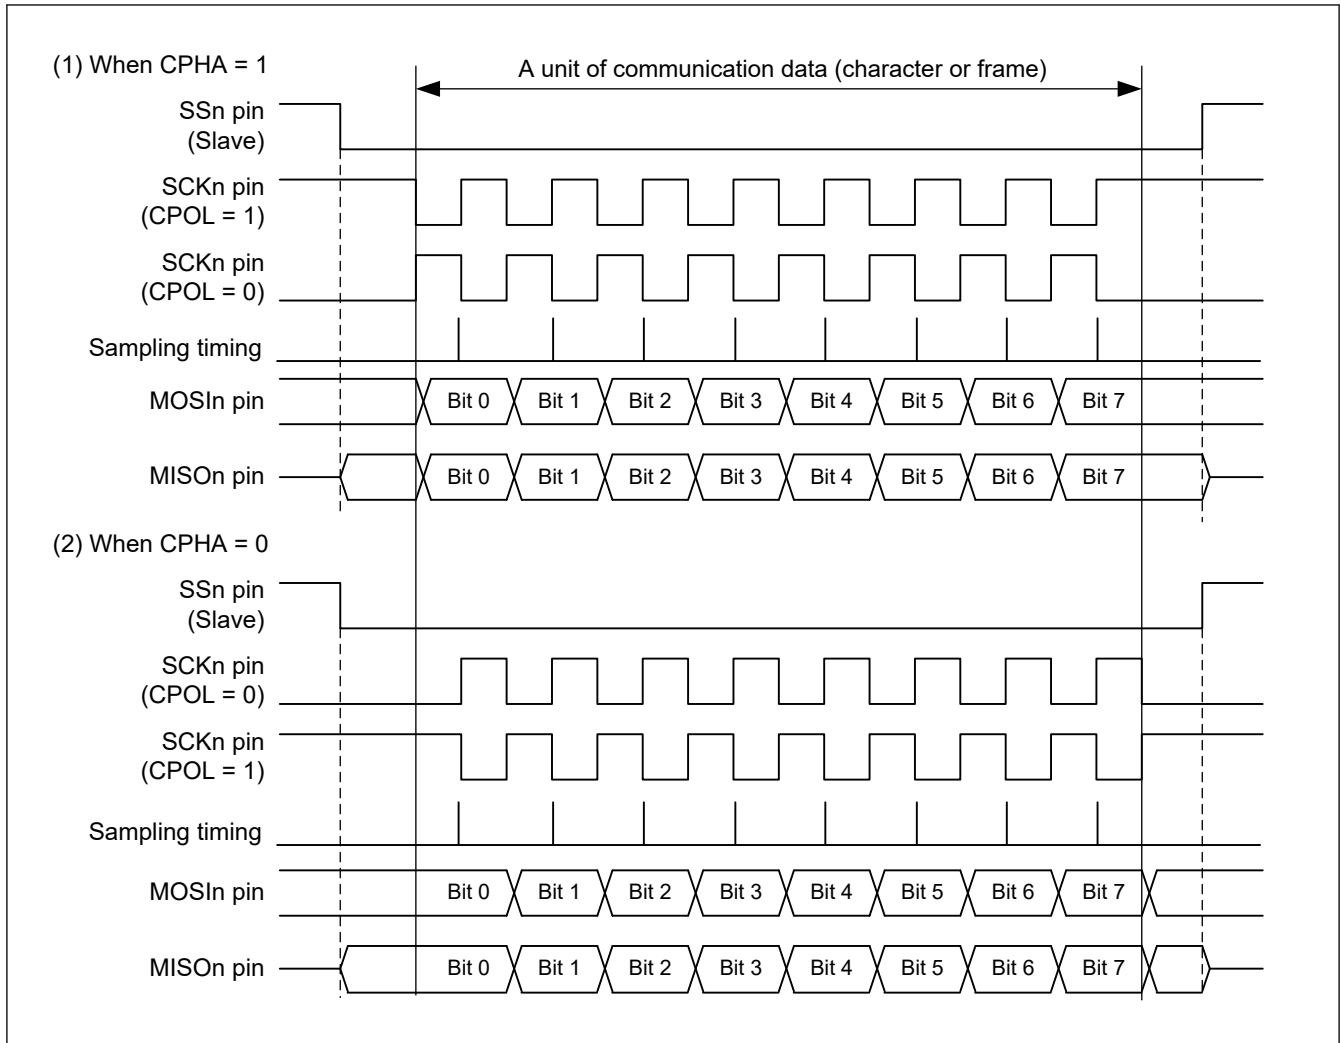 (1) When CPHA = 1
A unit of communication data (character or frame)
SSn pin
(Slave)
SCKn pin
(CPOL = 1)
SCKn pin
(CPOL = 0)
Sampling timing
MOSIn pin Bit 0 Bit 1 Bit 2 Bit 3 Bit 4 Bit 5 Bit 6 Bit 7
MISOn pin Bit 0 Bit 1 Bit 2 Bit 3 Bit 4 Bit 5 Bit 6 Bit 7
(2) When CPHA = 0
SSn pin
(Slave)
SCKn pin
(CPOL = 0)
SCKn pin
(CPOL = 1)
Sampling timing
MOSIn pin Bit 0 Bit 1 Bit 2 Bit 3 Bit 4 Bit 5 Bit 6 Bit 7
MISOn pin Bit 0 Bit 1 Bit 2 Bit 3 Bit 4 Bit 5 Bit 6 Bit 7